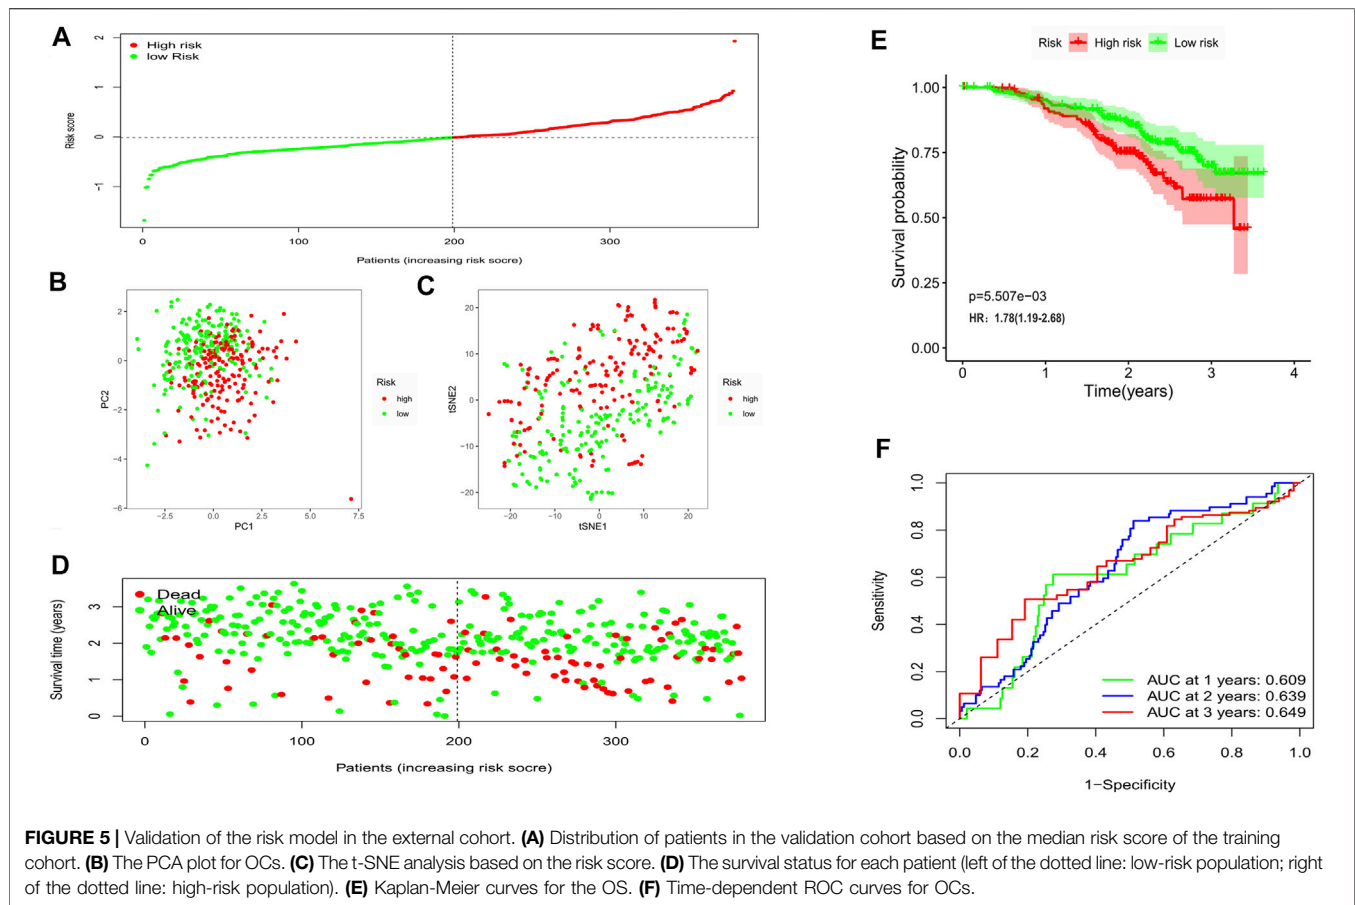 A
High risk
low Risk
Risk score
2
1
0
−1
0
100
200
300
Patients (increasing risk socre)
B
PC2
2
0
−2
−4
−6
−2.5
0.0
2.5
5.0
7.5
PC1
Risk
high
low
C
tSNE2
20
10
0
−10
−20
−20
−10
0
10
20
tSNE1
Risk
high
low
D
Dead
Alive
Survival time (years)
3
2
1
0
0
100
200
300
Patients (increasing risk socre)
E
Risk High risk Low risk
Survival probability
1.00
0.75
0.50
0.25
0.00
p=5.507e−03
HR: 1.78(1.19-2.68)
0
1
2
3
4
Time(years)
F
Sensitivity
1.0
0.8
0.6
0.4
0.2
0.0
AUC at 1 years: 0.609
AUC at 2 years: 0.639
AUC at 3 years: 0.649
0.0
0.2
0.4
0.6
0.8
1.0
1−Specificity
FIGURE 5 | Validation of the risk model in the external cohort. (A) Distribution of patients in the validation cohort based on the median risk score of the training
cohort. (B) The PCA plot for OCs. (C) The t-SNE analysis based on the risk score. (D) The survival status for each patient (left of the dotted line: low-risk population; right
of the dotted line: high-risk population). (E) Kaplan-Meier curves for the OS. (F) Time-dependent ROC curves for OCs.